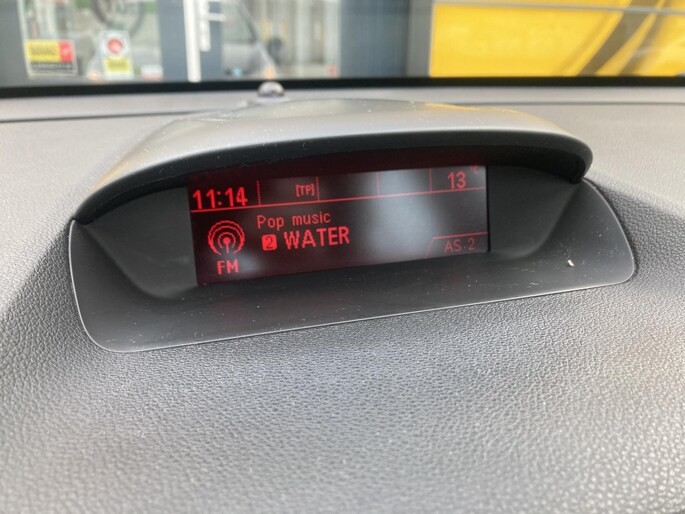 11:14 [TP] 13 °C
Pop music
2 WATER
FM
AS-2